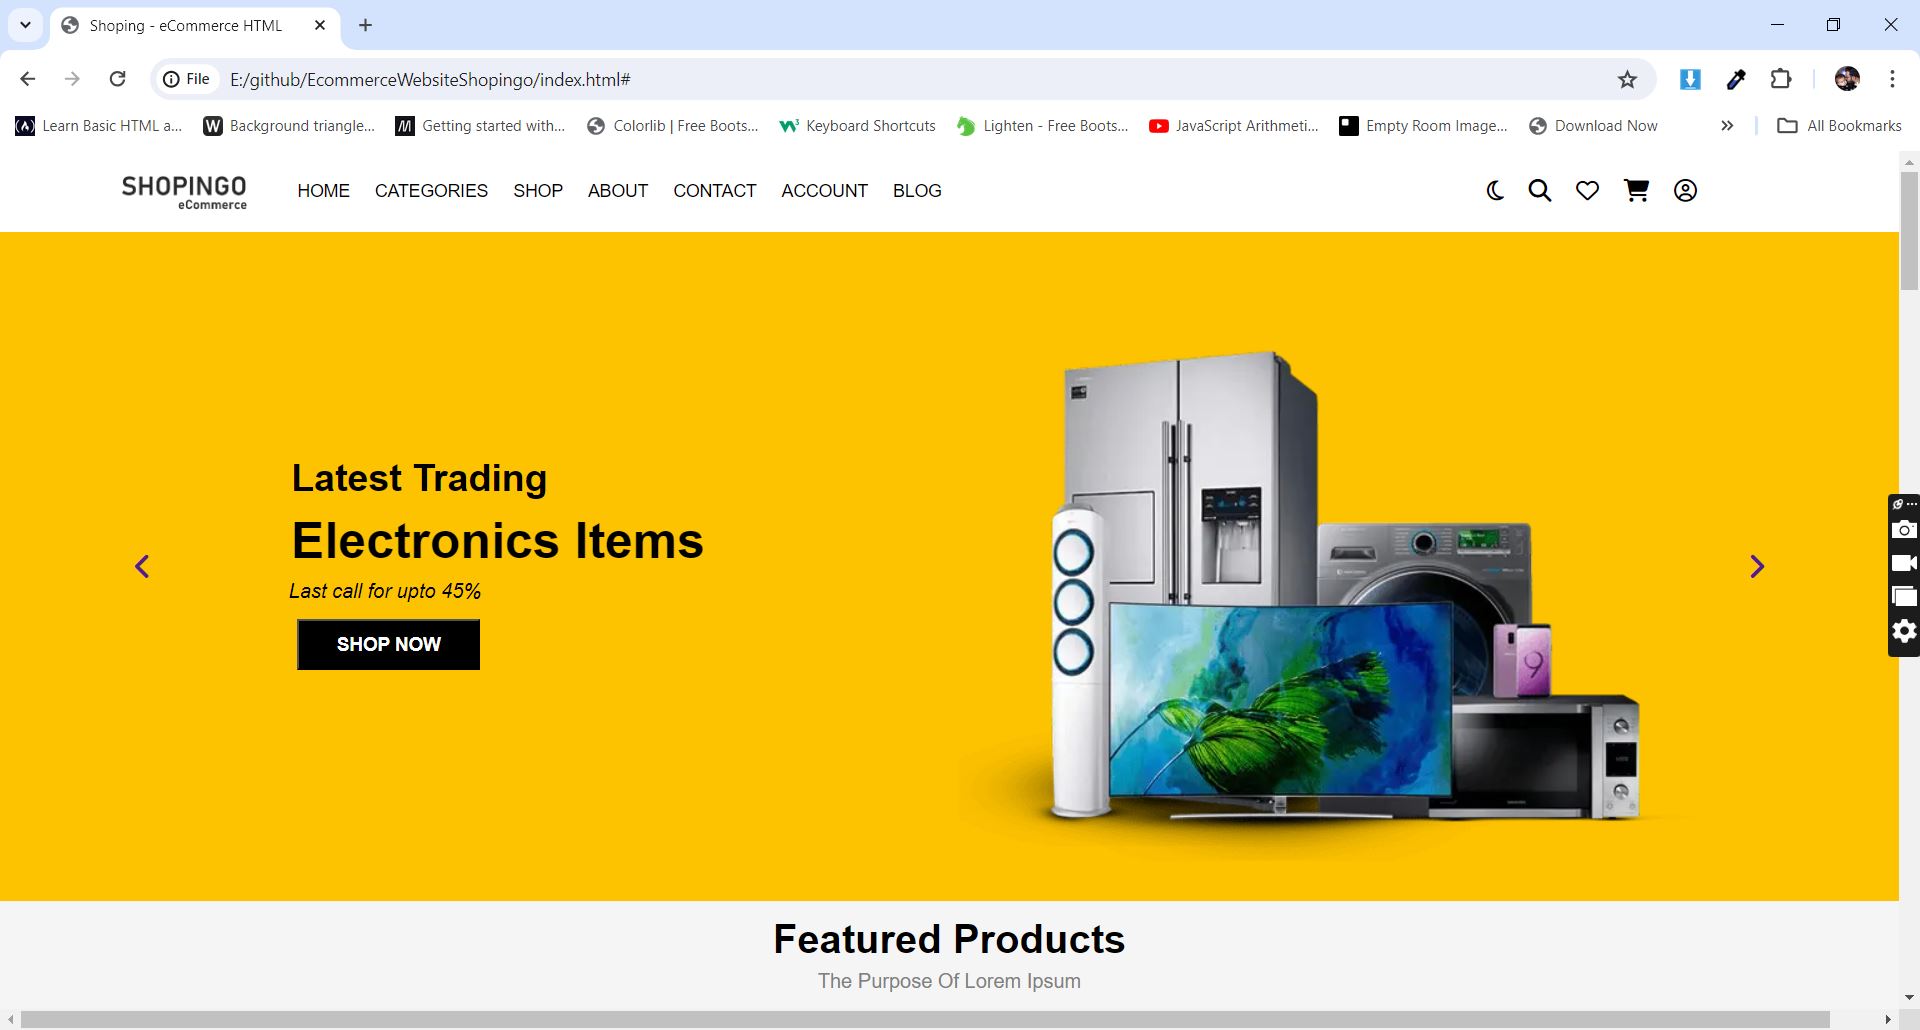 Shoping - eCommerce HTML
File E:/github/EcommerceWebsiteShopingo/index.html#
Learn Basic HTML a... Background triangle... Getting started with... Colorlib | Free Boots... Keyboard Shortcuts Lighten - Free Boots... JavaScript Arithmeti... Empty Room Image... Download Now All Bookmarks
SHOPINGO
eCommerce
HOME CATEGORIES SHOP ABOUT CONTACT ACCOUNT BLOG
Latest Trading
Electronics Items
Last call for upto 45%
SHOP NOW
9
Featured Products
The Purpose Of Lorem Ipsum